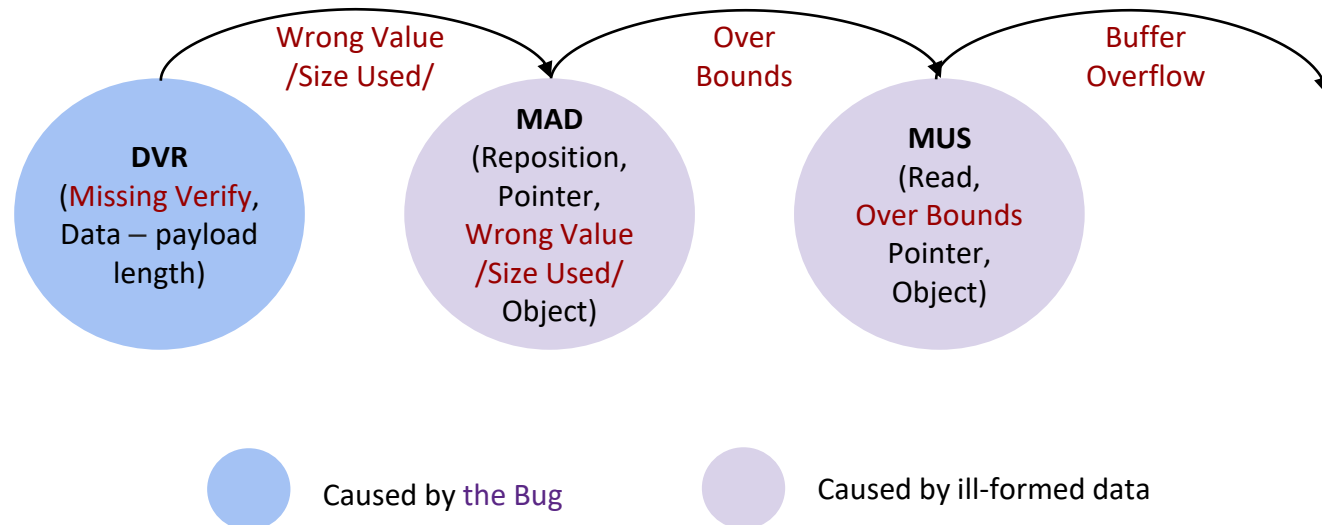 Wrong Value
/Size Used/
Over
Bounds
Buffer
Overflow
DVR
(Missing Verify,
Data – payload
length)
MAD
(Reposition,
Pointer,
Wrong Value
/Size Used/
Object)
MUS
(Read,
Over Bounds
Pointer,
Object)
Caused by the Bug
Caused by ill-formed data